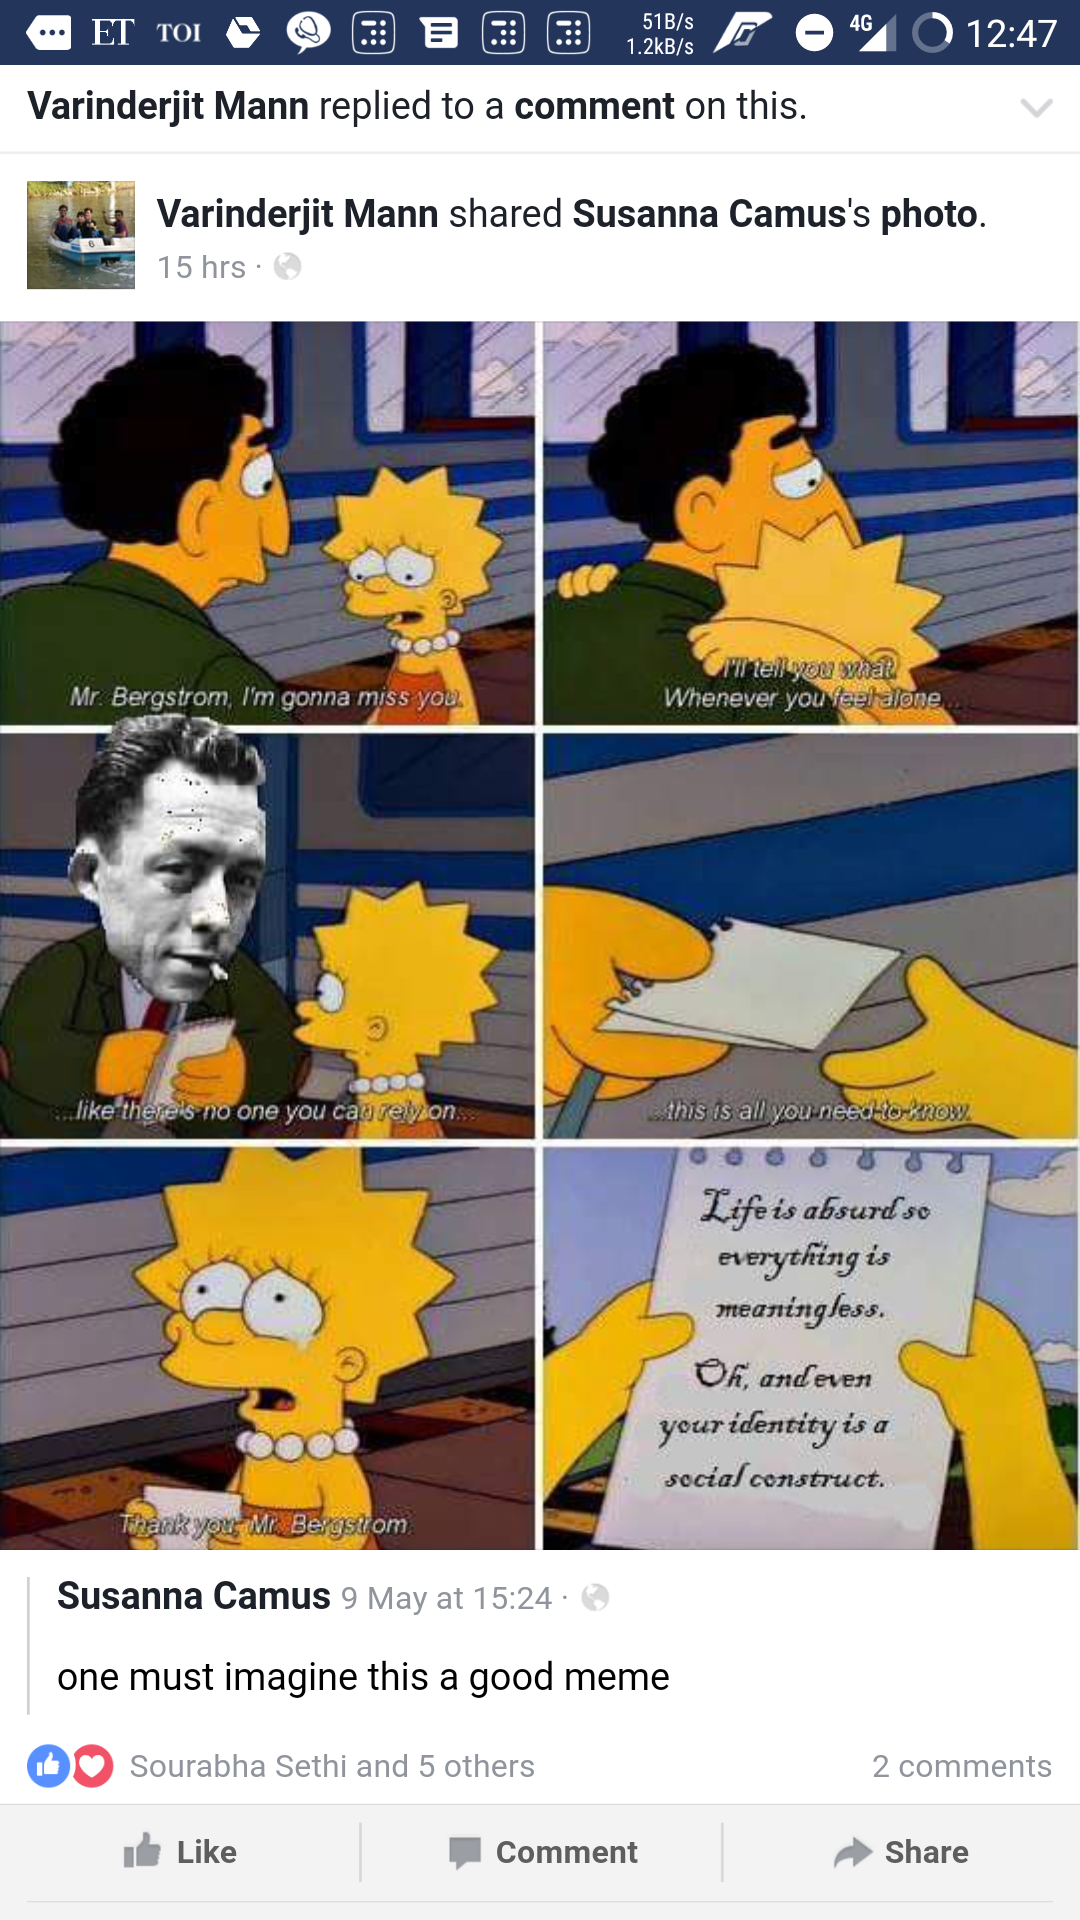 ET TOI 51B/s 4G 12:47
1.2kB/s
Varinderjit Mann replied to a comment on this.
Varinderjit Mann shared Susanna Camus's photo.
15 hrs ·
6
Mr. Bergstrom, I'm gonna miss you.
I'll tell you what.
Whenever you feel alone...
...like there's no one you can rely on...
...this is all you need to know.
Thank you, Mr. Bergstrom.
Life is absurd so
everything is
meaningless.
Oh, and even
your identity is a
social construct.
Susanna Camus 9 May at 15:24 ·
one must imagine this a good meme
Sourabha Sethi and 5 others 2 comments
Like Comment Share